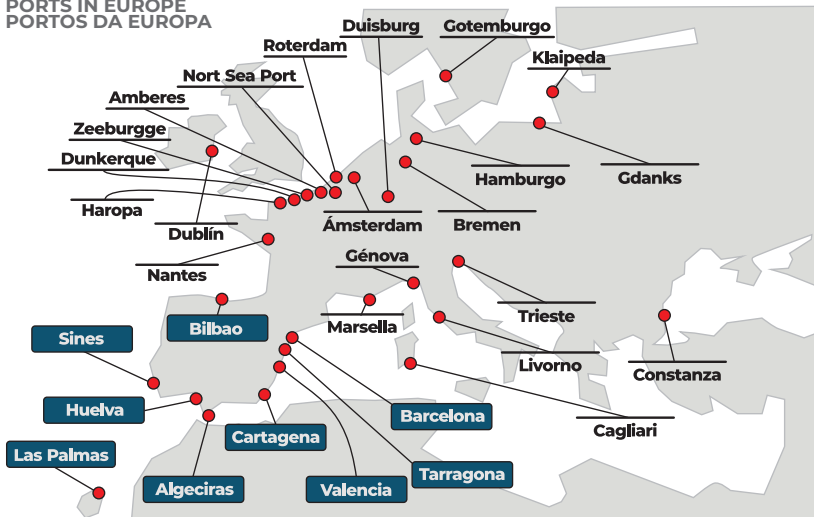 PORTS IN EUROPE
PORTOS DA EUROPA
Duisburg
Gotemburgo
Roterdam
Klaipeda
Nort Sea Port
Amberes
Zeeburgge
Dunkerque
Hamburgo
Gdanks
Haropa
Dublín
Ámsterdam
Bremen
Nantes
Génova
Bilbao
Marsella
Trieste
Sines
Livorno
Constanza
Huelva
Barcelona
Cartagena
Cagliari
Las Palmas
Algeciras
Valencia
Tarragona